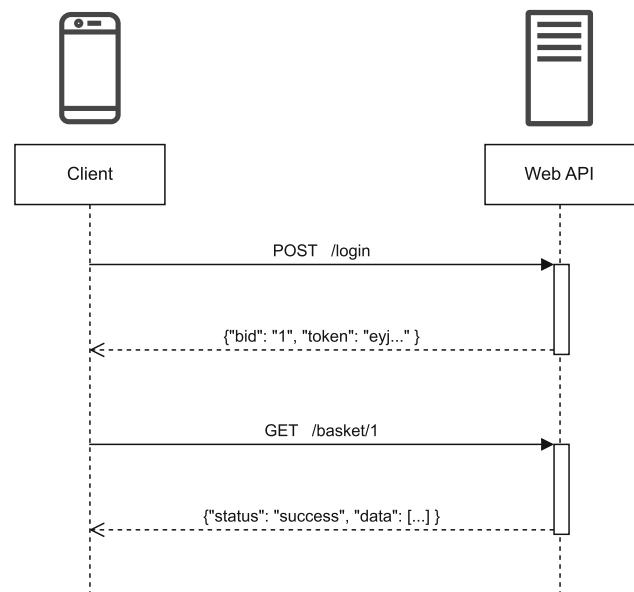 Client
Web API
POST /login
{"bid": "1", "token": "eyj..." }
GET /basket/1
{"status": "success", "data": [...] }